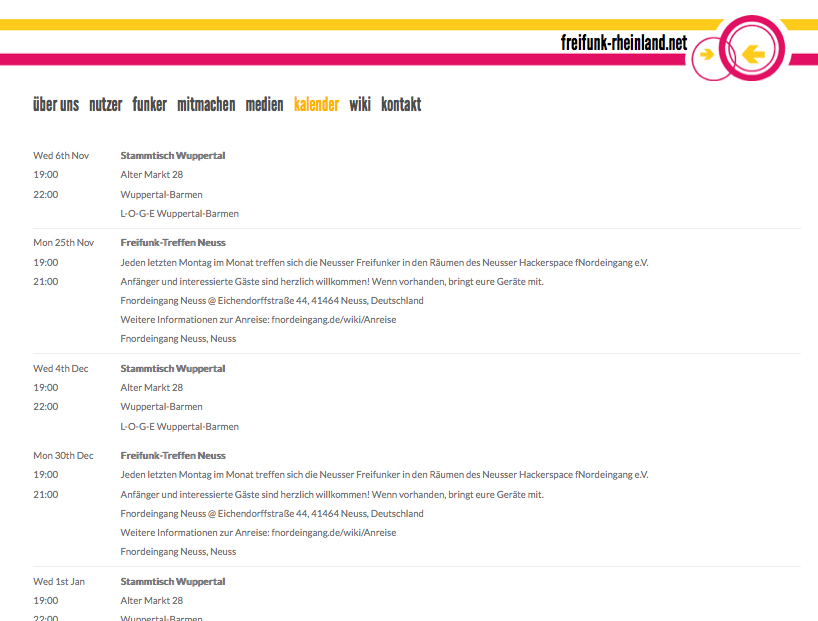 freifunk-rheinland.net
über uns nutzer funker mitmachen medien kalender wiki kontakt
Wed 6th Nov Stammtisch Wuppertal
19:00 Alter Markt 28
22:00 Wuppertal-Barmen
L-O-G-E Wuppertal-Barmen
Mon 25th Nov Freifunk-Treffen Neuss
19:00 Jeden letzten Montag im Monat treffen sich die Neusser Freifunker in den Räumen des Neusser Hackerspace fNordeingang e.V.
21:00 Anfänger und interessierte Gäste sind herzlich willkommen! Wenn vorhanden, bringt eure Geräte mit.
Fnordeingang Neuss @ Eichendorffstraße 44, 41464 Neuss, Deutschland
Weitere Informationen zur Anreise: fnordeingang.de/wiki/Anreise
Fnordeingang Neuss, Neuss
Wed 4th Dec Stammtisch Wuppertal
19:00 Alter Markt 28
22:00 Wuppertal-Barmen
L-O-G-E Wuppertal-Barmen
Mon 30th Dec Freifunk-Treffen Neuss
19:00 Jeden letzten Montag im Monat treffen sich die Neusser Freifunker in den Räumen des Neusser Hackerspace fNordeingang e.V.
21:00 Anfänger und interessierte Gäste sind herzlich willkommen! Wenn vorhanden, bringt eure Geräte mit.
Fnordeingang Neuss @ Eichendorffstraße 44, 41464 Neuss, Deutschland
Weitere Informationen zur Anreise: fnordeingang.de/wiki/Anreise
Fnordeingang Neuss, Neuss
Wed 1st Jan Stammtisch Wuppertal
19:00 Alter Markt 28
22:00 Wuppertal-Barmen